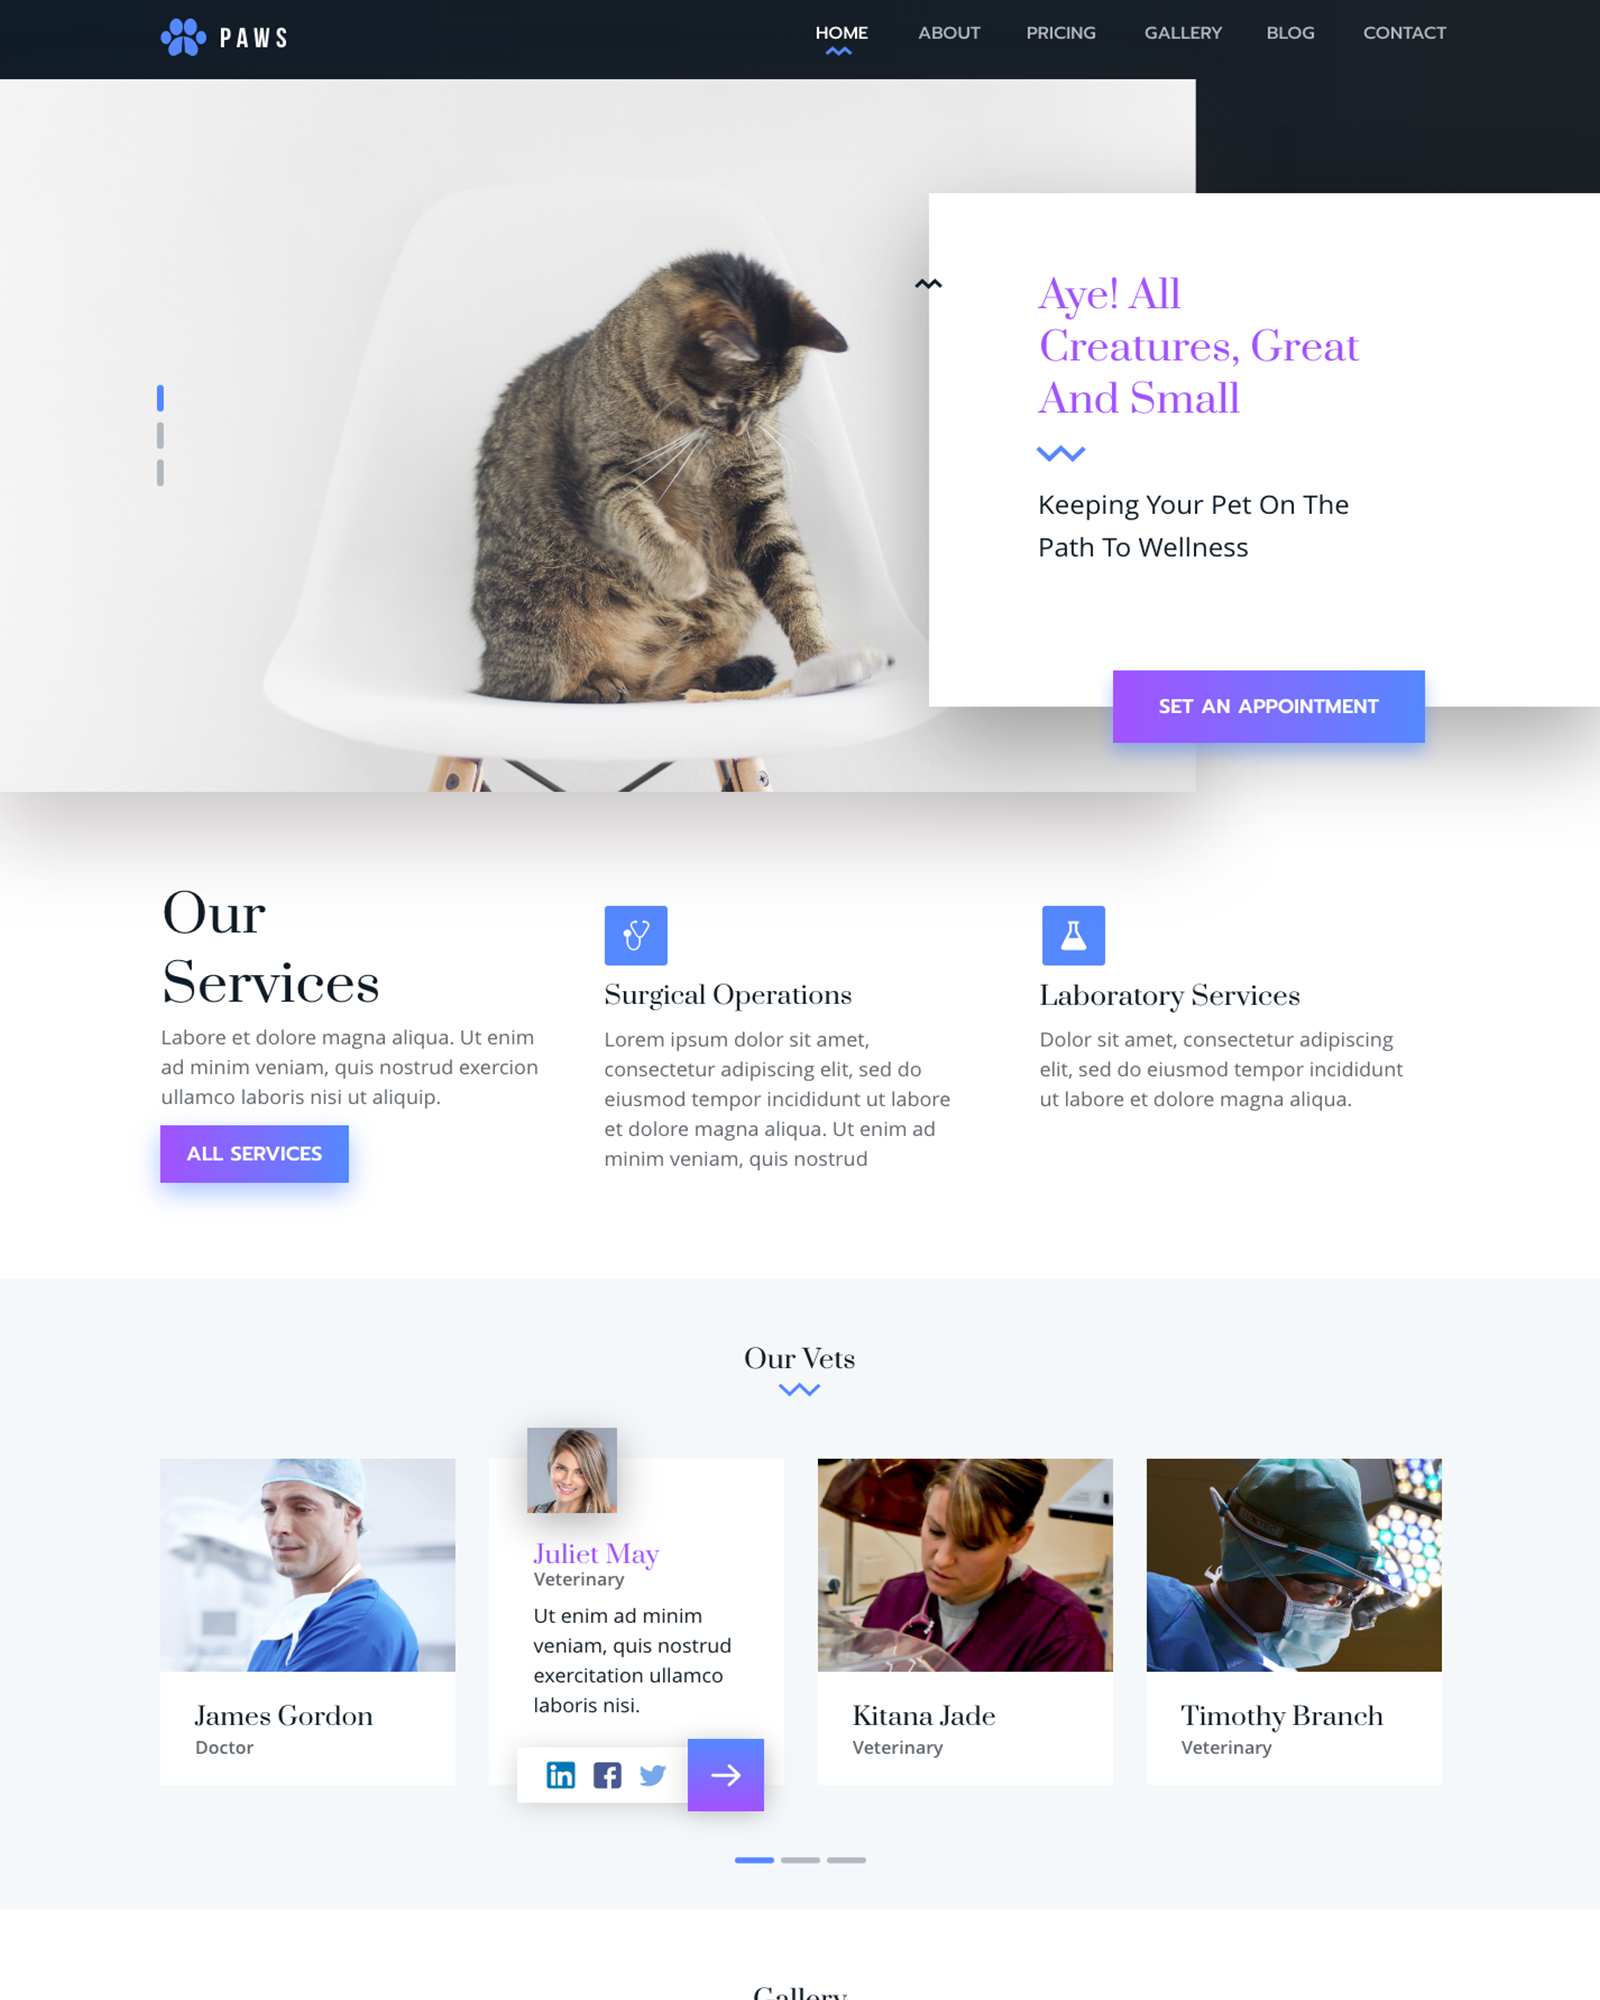 PAWS
HOME ABOUT PRICING GALLERY BLOG CONTACT
Aye! All
Creatures, Great
And Small
Keeping Your Pet On The
Path To Wellness
SET AN APPOINTMENT
Our
Services
Labore et dolore magna aliqua. Ut enim
ad minim veniam, quis nostrud exercion
ullamco laboris nisi ut aliquip.
ALL SERVICES
Surgical Operations
Lorem ipsum dolor sit amet,
consectetur adipiscing elit, sed do
eiusmod tempor incididunt ut labore
et dolore magna aliqua. Ut enim ad
minim veniam, quis nostrud
Laboratory Services
Dolor sit amet, consectetur adipiscing
elit, sed do eiusmod tempor incididunt
ut labore et dolore magna aliqua.
Our Vets
James Gordon
Doctor
Juliet May
Veterinary
Ut enim ad minim
veniam, quis nostrud
exercitation ullamco
laboris nisi.
in
Kitana Jade
Veterinary
Timothy Branch
Veterinary
Gallery